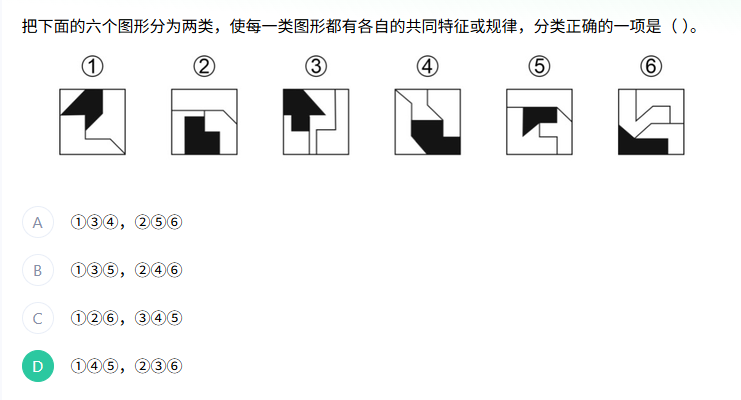 把下面的六个图形分为两类，使每一类图形都有各自的共同特征或规律，分类正确的一项是（ ）。
① ② ③ ④ ⑤ ⑥
A ①③④，②⑤⑥
B ①③⑤，②④⑥
C ①②⑥，③④⑤
D ①④⑤，②③⑥